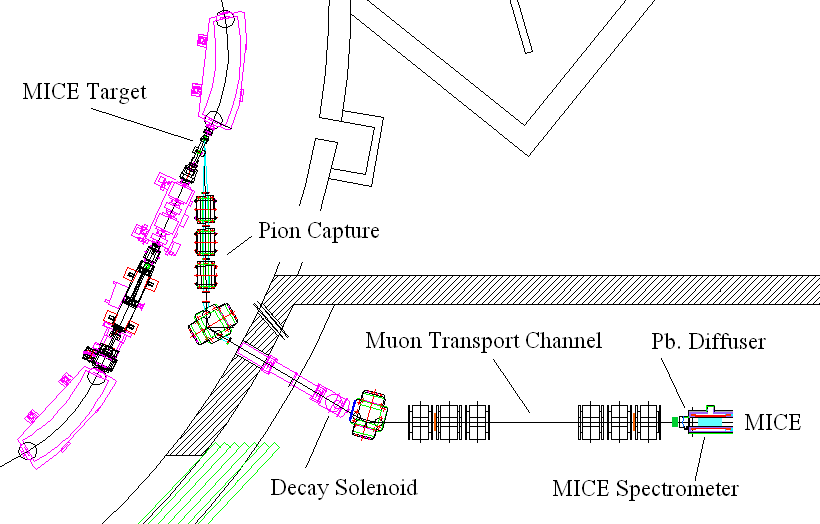 MICE Target
Pion Capture
Muon Transport Channel
Pb. Diffuser
MICE
Decay Solenoid
MICE Spectrometer